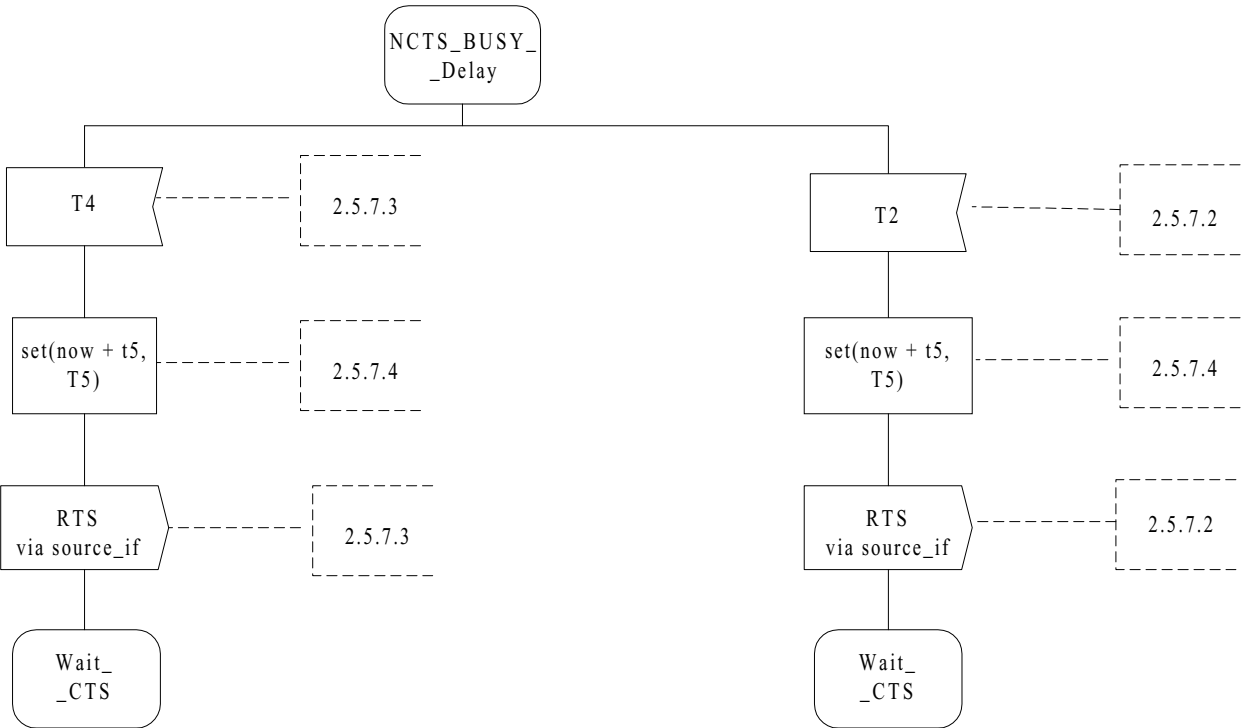 NCTS_BUSY_
_Delay
T4
2.5.7.3
T2
2.5.7.2
set(now + t5,
T5)
2.5.7.4
set(now + t5,
T5)
2.5.7.4
RTS
via source_if
2.5.7.3
RTS
via source_if
2.5.7.2
Wait_
_CTS
Wait_
_CTS